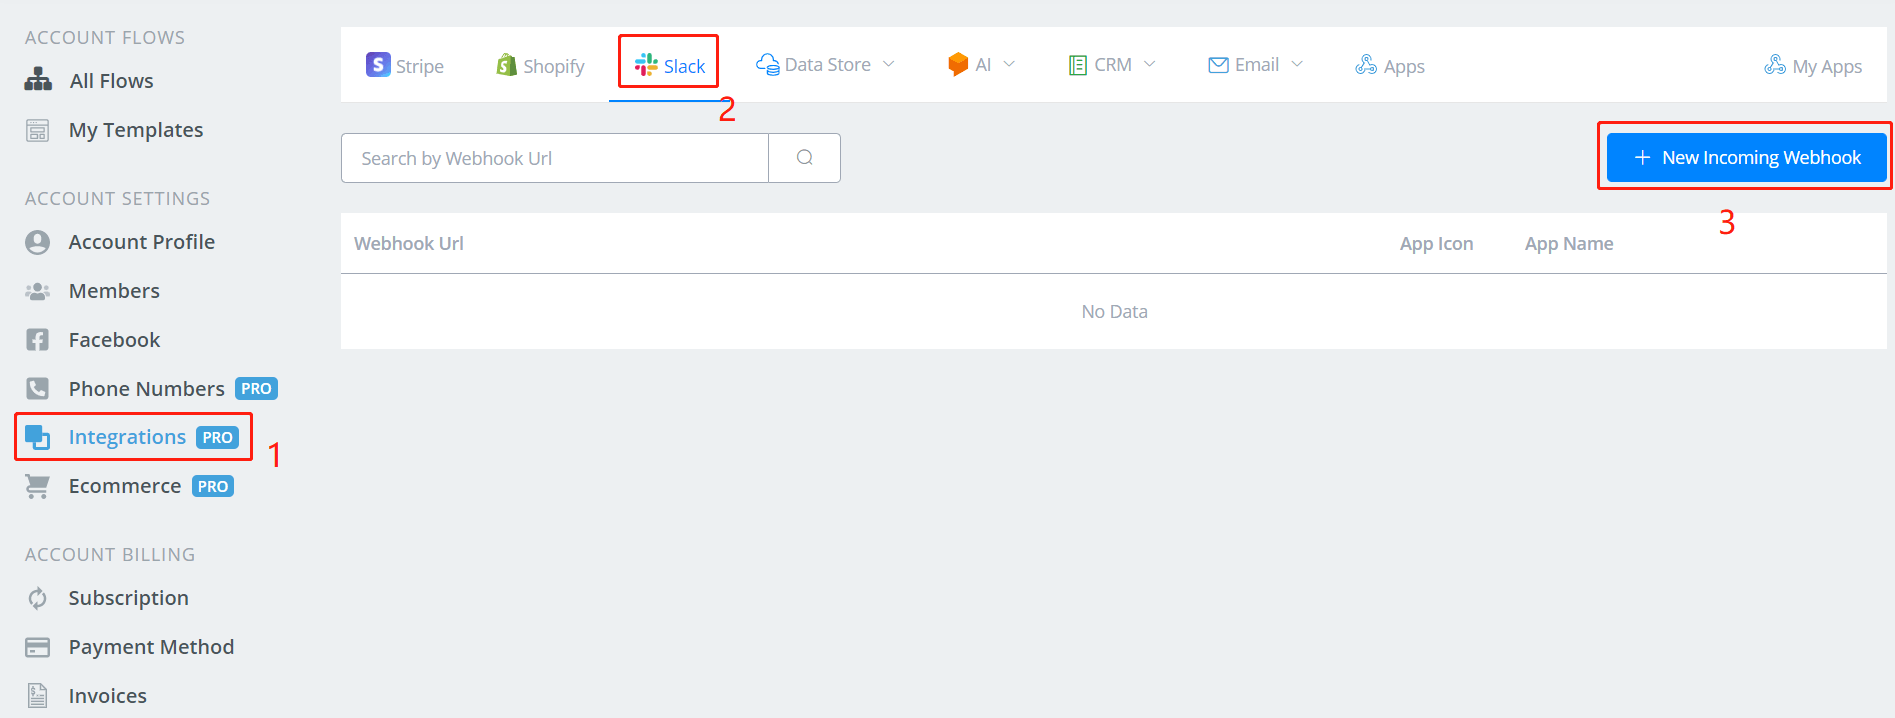 ACCOUNT FLOWS
All Flows
My Templates
ACCOUNT SETTINGS
Account Profile
Members
Facebook
Phone Numbers PRO
Integrations PRO
1
Ecommerce PRO
ACCOUNT BILLING
Subscription
Payment Method
Invoices
S Stripe Shopify Slack Data Store AI CRM Email Apps My Apps
2
Search by Webhook Url
+ New Incoming Webhook
3
Webhook Url App Icon App Name
No Data